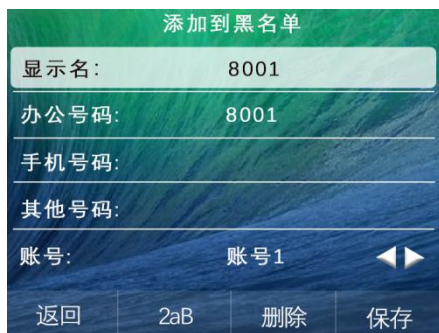 添加到黑名单
显示名: 8001
办公号码: 8001
手机号码:
其他号码:
账号: 账号1
返回 2aB 删除 保存